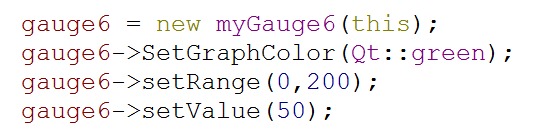 gauge6 = new myGauge6(this);
gauge6->SetGraphColor(Qt::green);
gauge6->setRange(0,200);
gauge6->setValue(50);